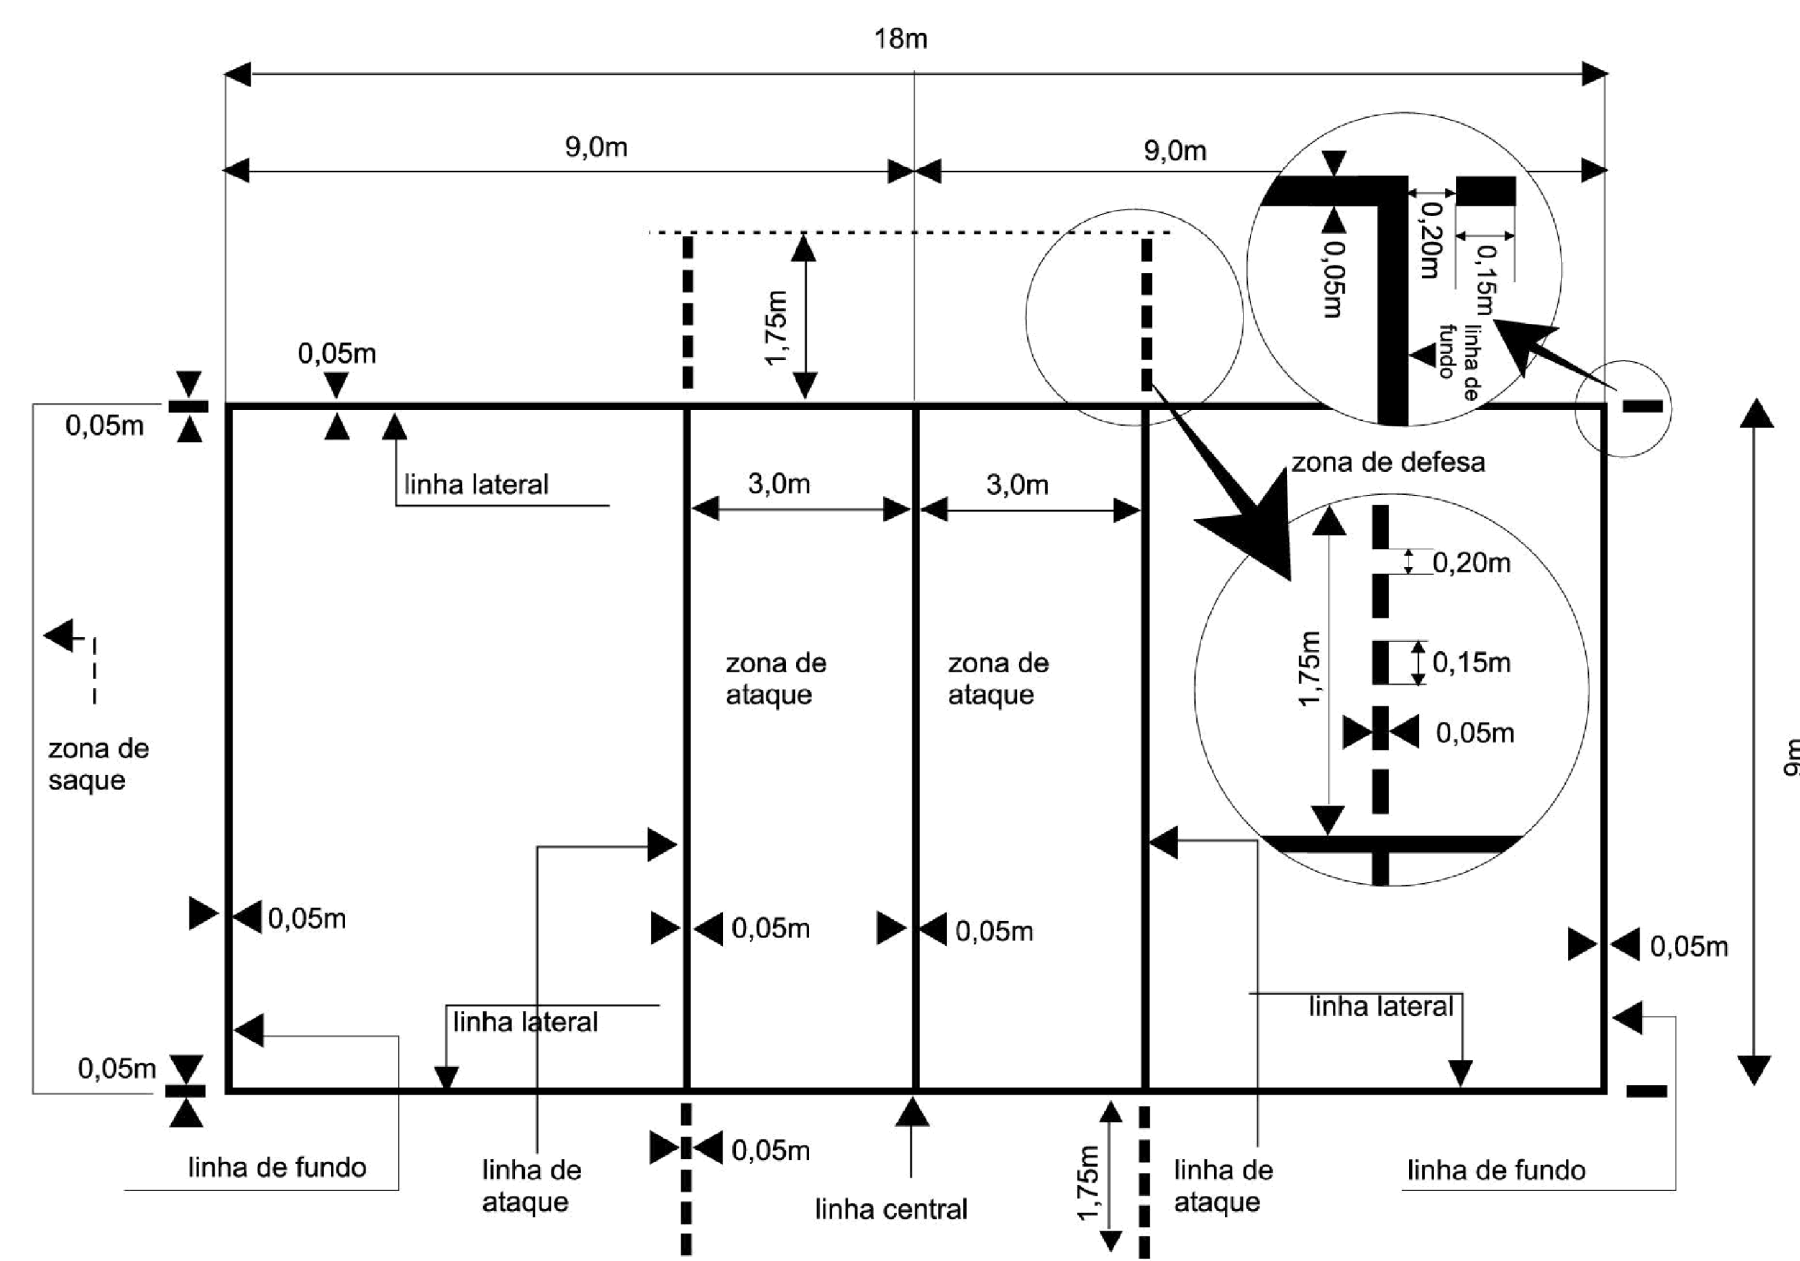 18m
9,0m
9,0m
0,05m
0,20m
0,15m
linha de
fundo
1,75m
0,05m
0,05m
linha lateral
3,0m
3,0m
zona de defesa
0,20m
1,75m
0,15m
0,05m
zona de
ataque
zona de
ataque
zona de
saque
9m
0,05m
0,05m
0,05m
0,05m
linha lateral
linha lateral
0,05m
linha de fundo
linha de
ataque
0,05m
linha central
1,75m
linha de
ataque
linha de fundo